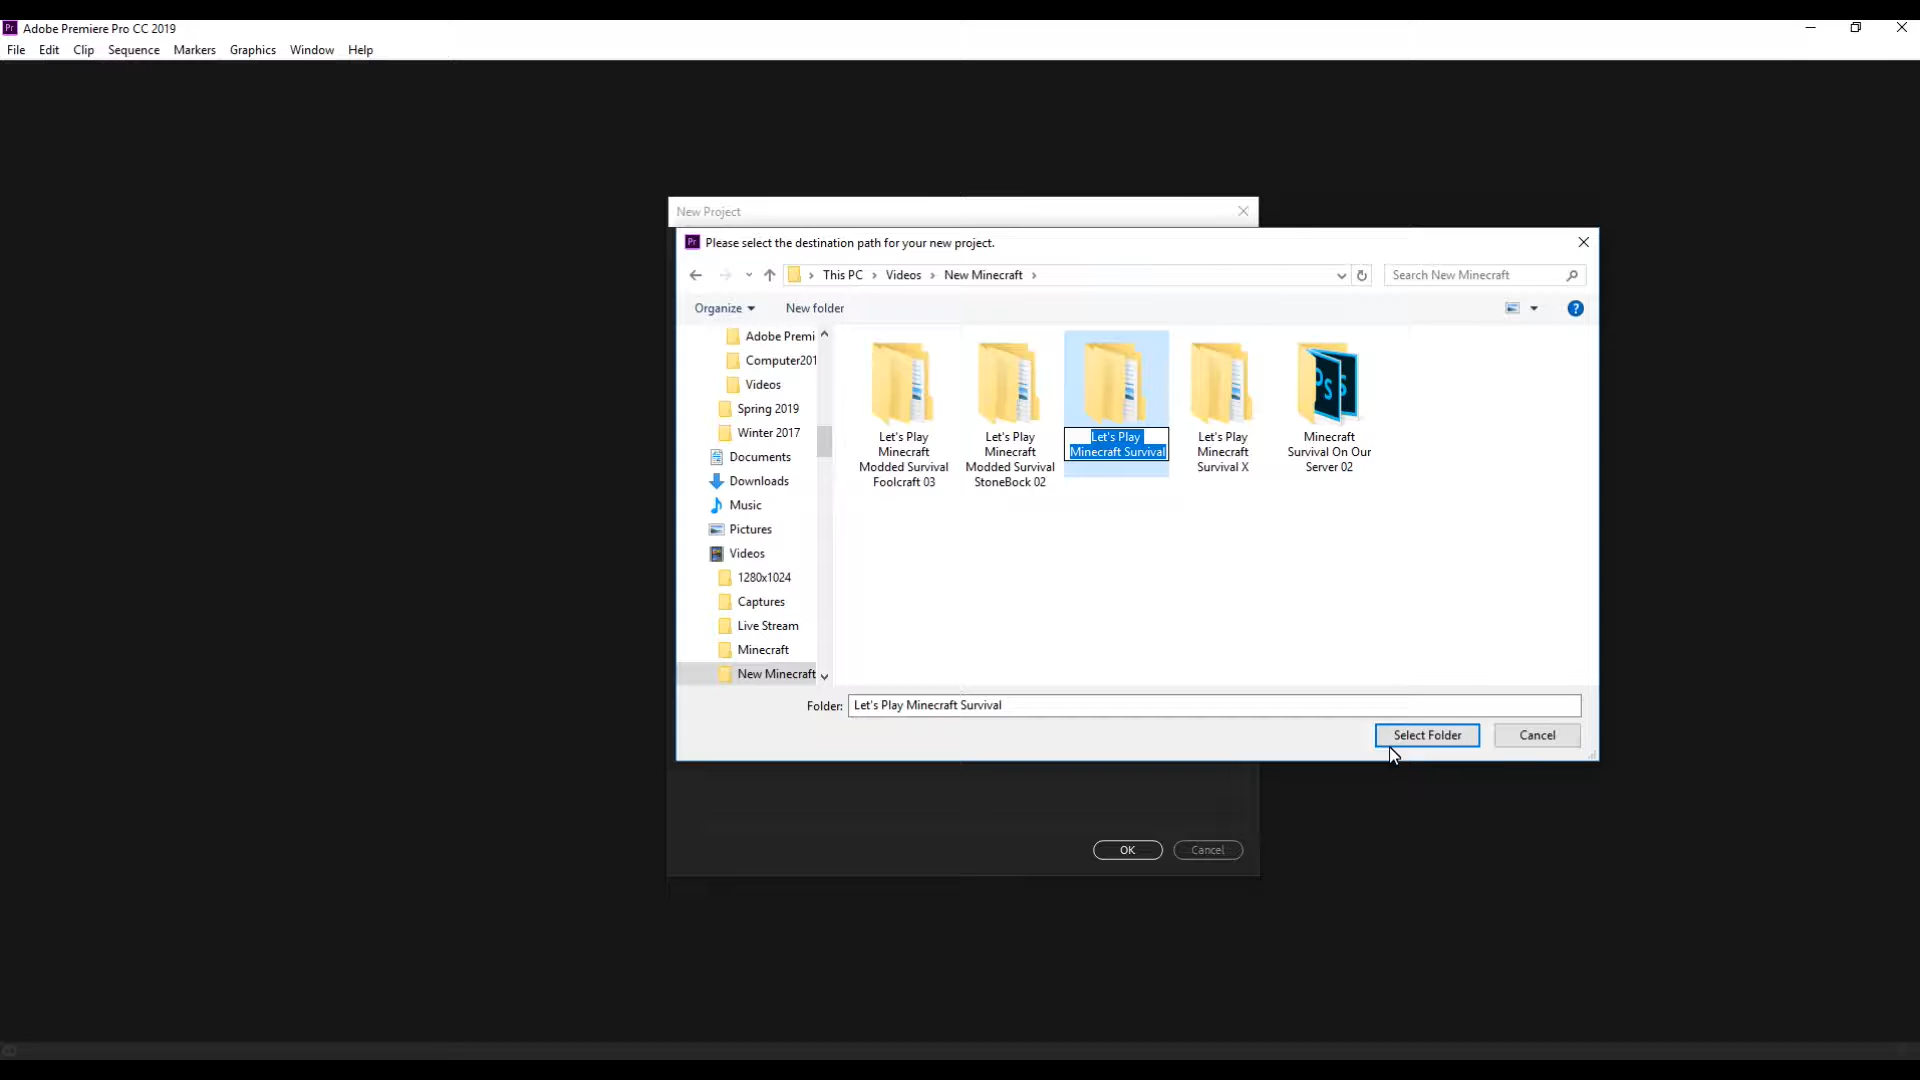 Pr Adobe Premiere Pro CC 2019
File Edit Clip Sequence Markers Graphics Window Help
New Project
Pr Please select the destination path for your new project.
This PC > Videos > New Minecraft >
Search New Minecraft
Organize
New folder
?
Adobe Premi
Computer201
Videos
Spring 2019
Winter 2017
Documents
Downloads
Music
Pictures
Videos
1280x1024
Captures
Live Stream
Minecraft
New Minecraft
Let's Play
Minecraft
Modded Survival
Foolcraft 03
Let's Play
Minecraft
Modded Survival
StoneBock 02
Let's Play
Minecraft Survival
Let's Play
Minecraft
Survival X
Ps
Minecraft
Survival On Our
Server 02
Folder: Let's Play Minecraft Survival
Select Folder
Cancel
OK
Cancel